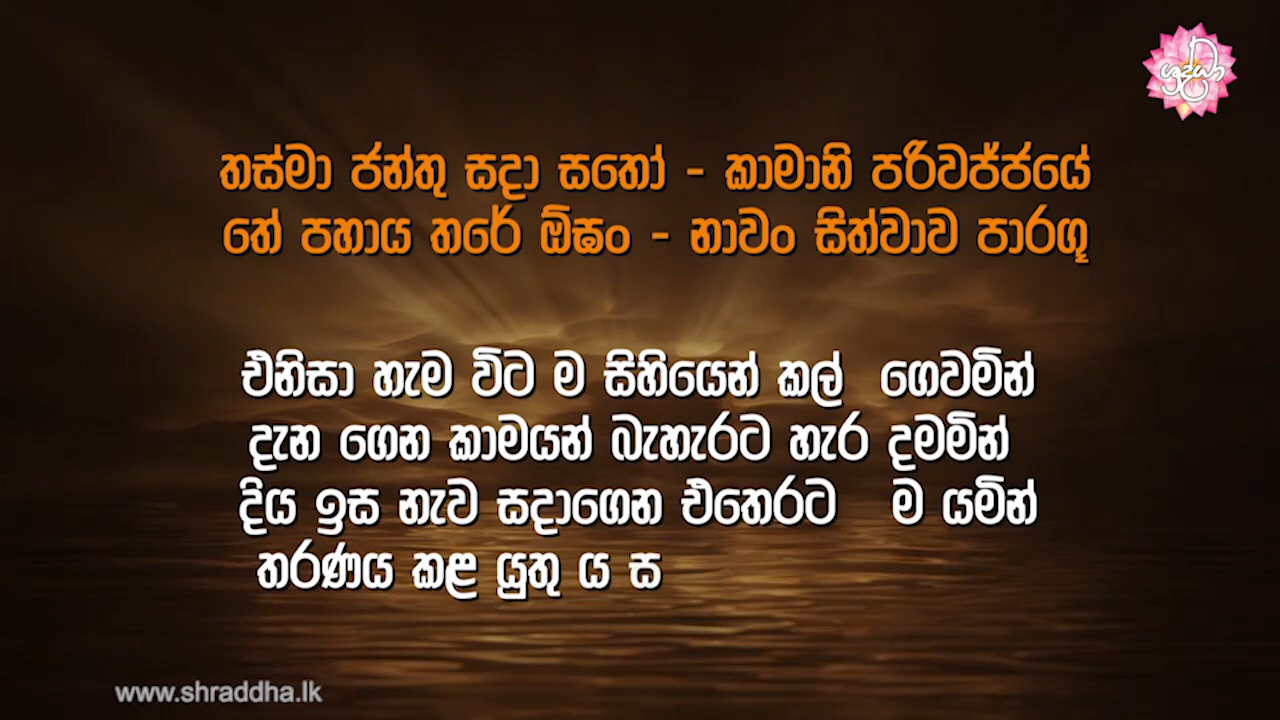 ශ්‍රද්ධා
තස්මා ජන්තු සදා සතෝ - කාමානි පරිවජ්ජයේ
තේ පහාය තරේ ඕඝං - නාවං සිත්වාව පාරගූ
එනිසා හැම විට ම සිහියෙන් කල් ගෙවමින්
දැන ගෙන කාමයන් බැහැරට හැර දමමින්
දිය ඉස නැව සදාගෙන එතෙරට ම යමින්
තරණය කළ යුතු ය ස
www.shraddha.lk